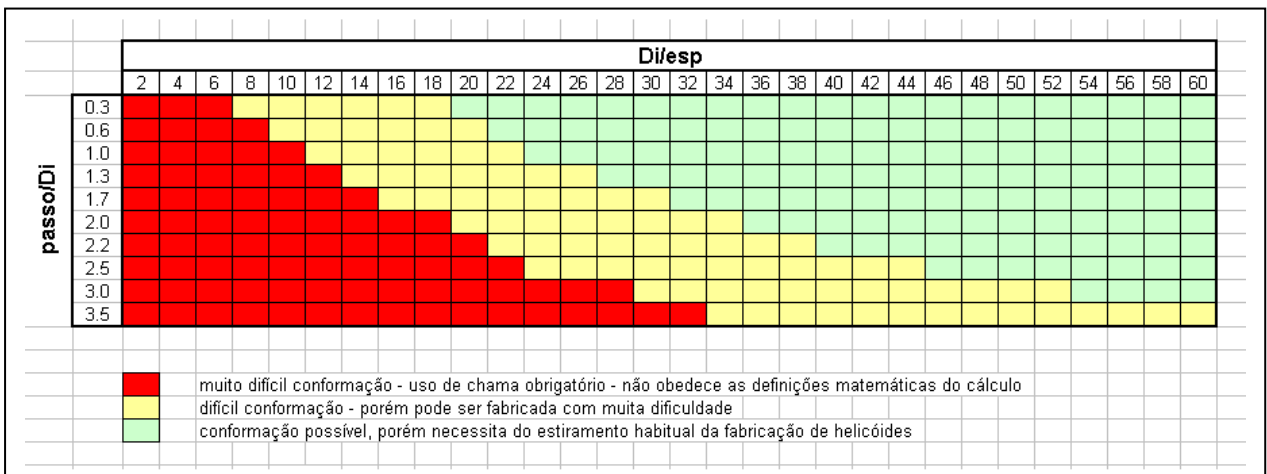 Di/esp
2 4 6 8 10 12 14 16 18 20 22 24 26 28 30 32 34 36 38 40 42 44 46 48 50 52 54 56 58 60
passo/Di
0.3
0.6
1.0
1.3
1.7
2.0
2.2
2.5
3.0
3.5
muito difícil conformação - uso de chama obrigatório - não obedece as definições matemáticas do cálculo
difícil conformação - porém pode ser fabricada com muita dificuldade
conformação possível, porém necessita do estiramento habitual da fabricação de helicóides